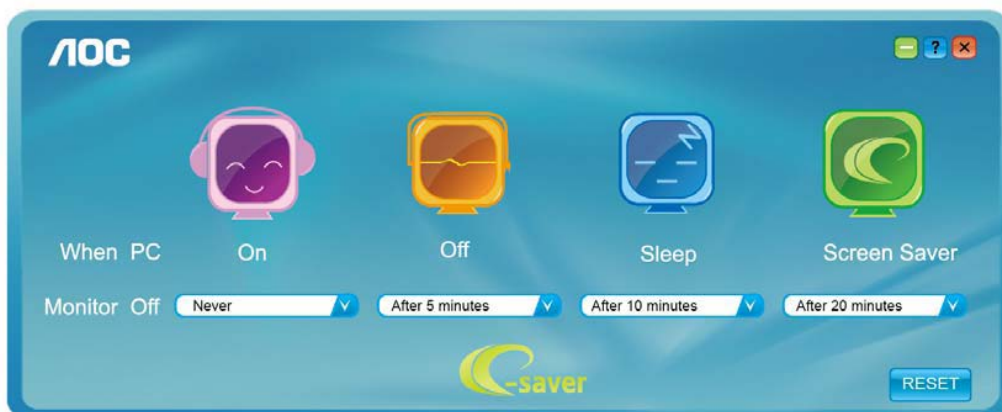 AOC
?
When PC On Off Sleep Screen Saver
Monitor Off Never After 5 minutes After 10 minutes After 20 minutes
e-saver
RESET